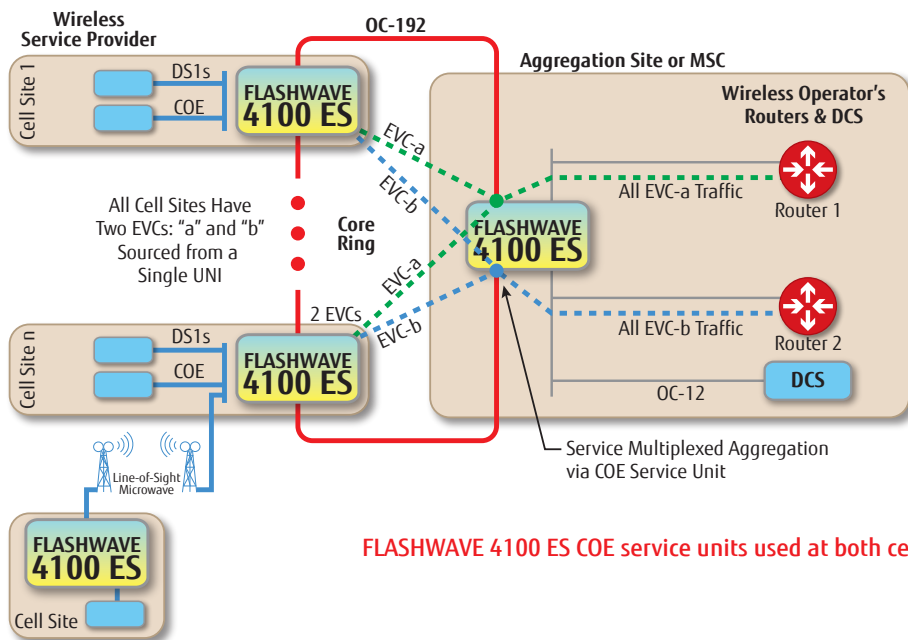 Wireless
Service Provider
OC-192
Cell Site 1
DS1s
COE
FLASHWAVE
4100 ES
Aggregation Site or MSC
Wireless Operator's
Routers & DCS
EVC-a
EVC-b
All EVC-a Traffic
Router 1
All Cell Sites Have
Two EVCs: “a” and “b”
Sourced from a
Single UNI
Core
Ring
FLASHWAVE
4100 ES
EVC-a
EVC-b
2 EVCs
All EVC-b Traffic
Router 2
Cell Site n
DS1s
COE
FLASHWAVE
4100 ES
OC-12
DCS
Service Multiplexed Aggregation
via COE Service Unit
Line-of-Sight
Microwave
FLASHWAVE
4100 ES
Cell Site
FLASHWAVE 4100 ES COE service units used at both ce